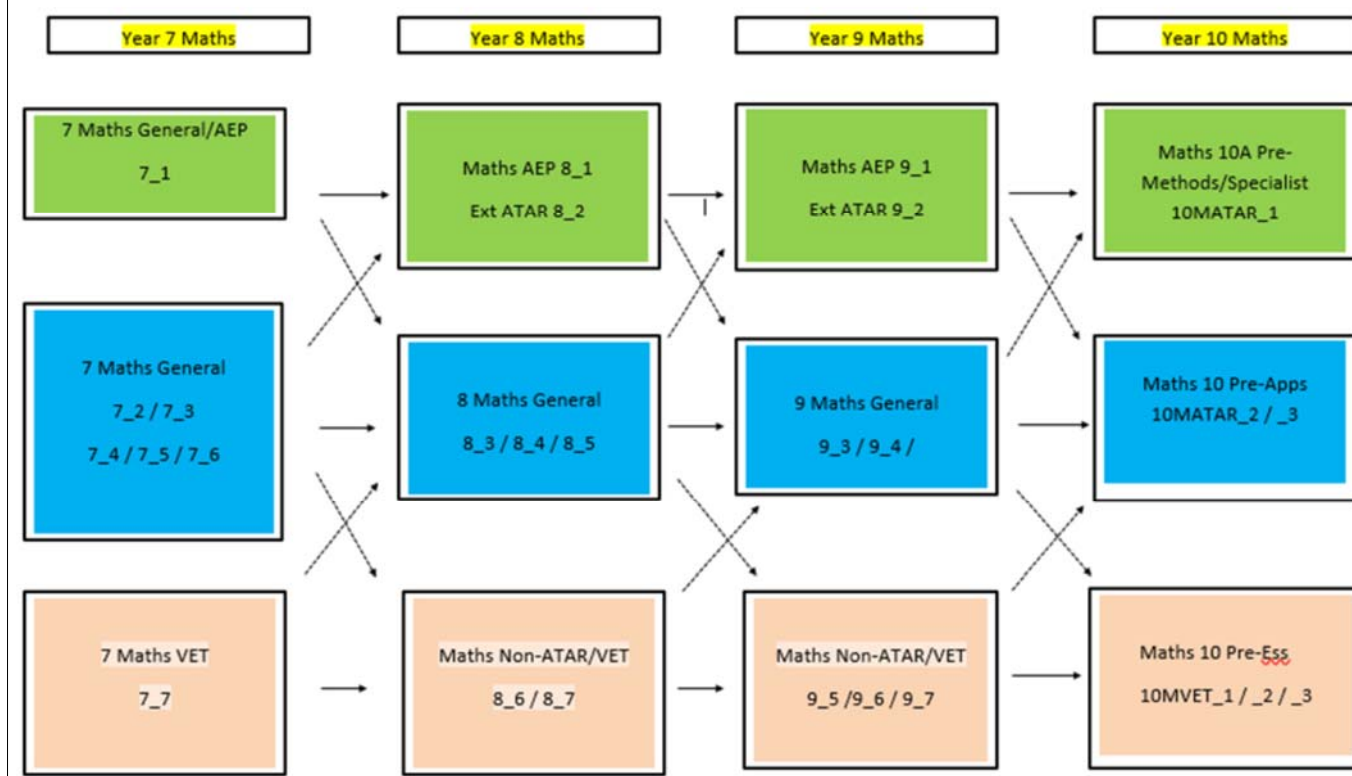 Year 7 Maths
Year 8 Maths
Year 9 Maths
Year 10 Maths
7 Maths General/AEP
7_1
Maths AEP 8_1
Ext ATAR 8_2
Maths AEP 9_1
Ext ATAR 9_2
Maths 10A Pre-
Methods/Specialist
10MATAR_1
7 Maths General
7_2 / 7_3
7_4 / 7_5 / 7_6
8 Maths General
8_3 / 8_4 / 8_5
9 Maths General
9_3 / 9_4 /
Maths 10 Pre-Apps
10MATAR_2 / _3
7 Maths VET
7_7
Maths Non-ATAR/VET
8_6 / 8_7
Maths Non-ATAR/VET
9_5 /9_6 / 9_7
Maths 10 Pre-Ess
10MVET_1 / _2 / _3